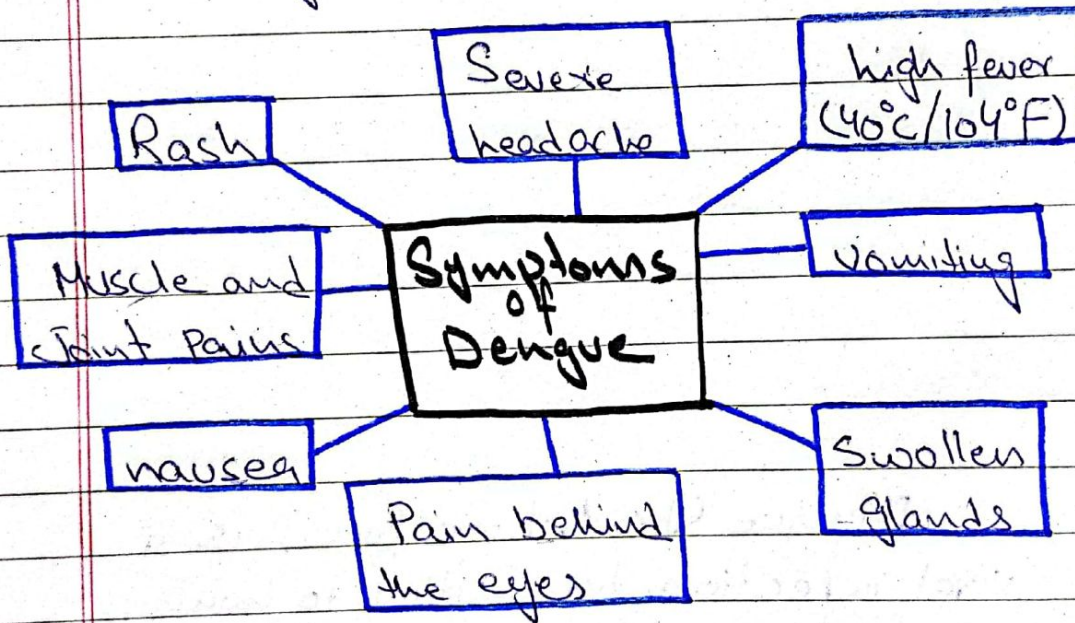 Severe
headache
high fever
(40°C/104°F)
Rash
Symptoms
of
Dengue
vomiting
Muscle and
Joint Pains
nausea
Pain behind
the eyes
Swollen
glands